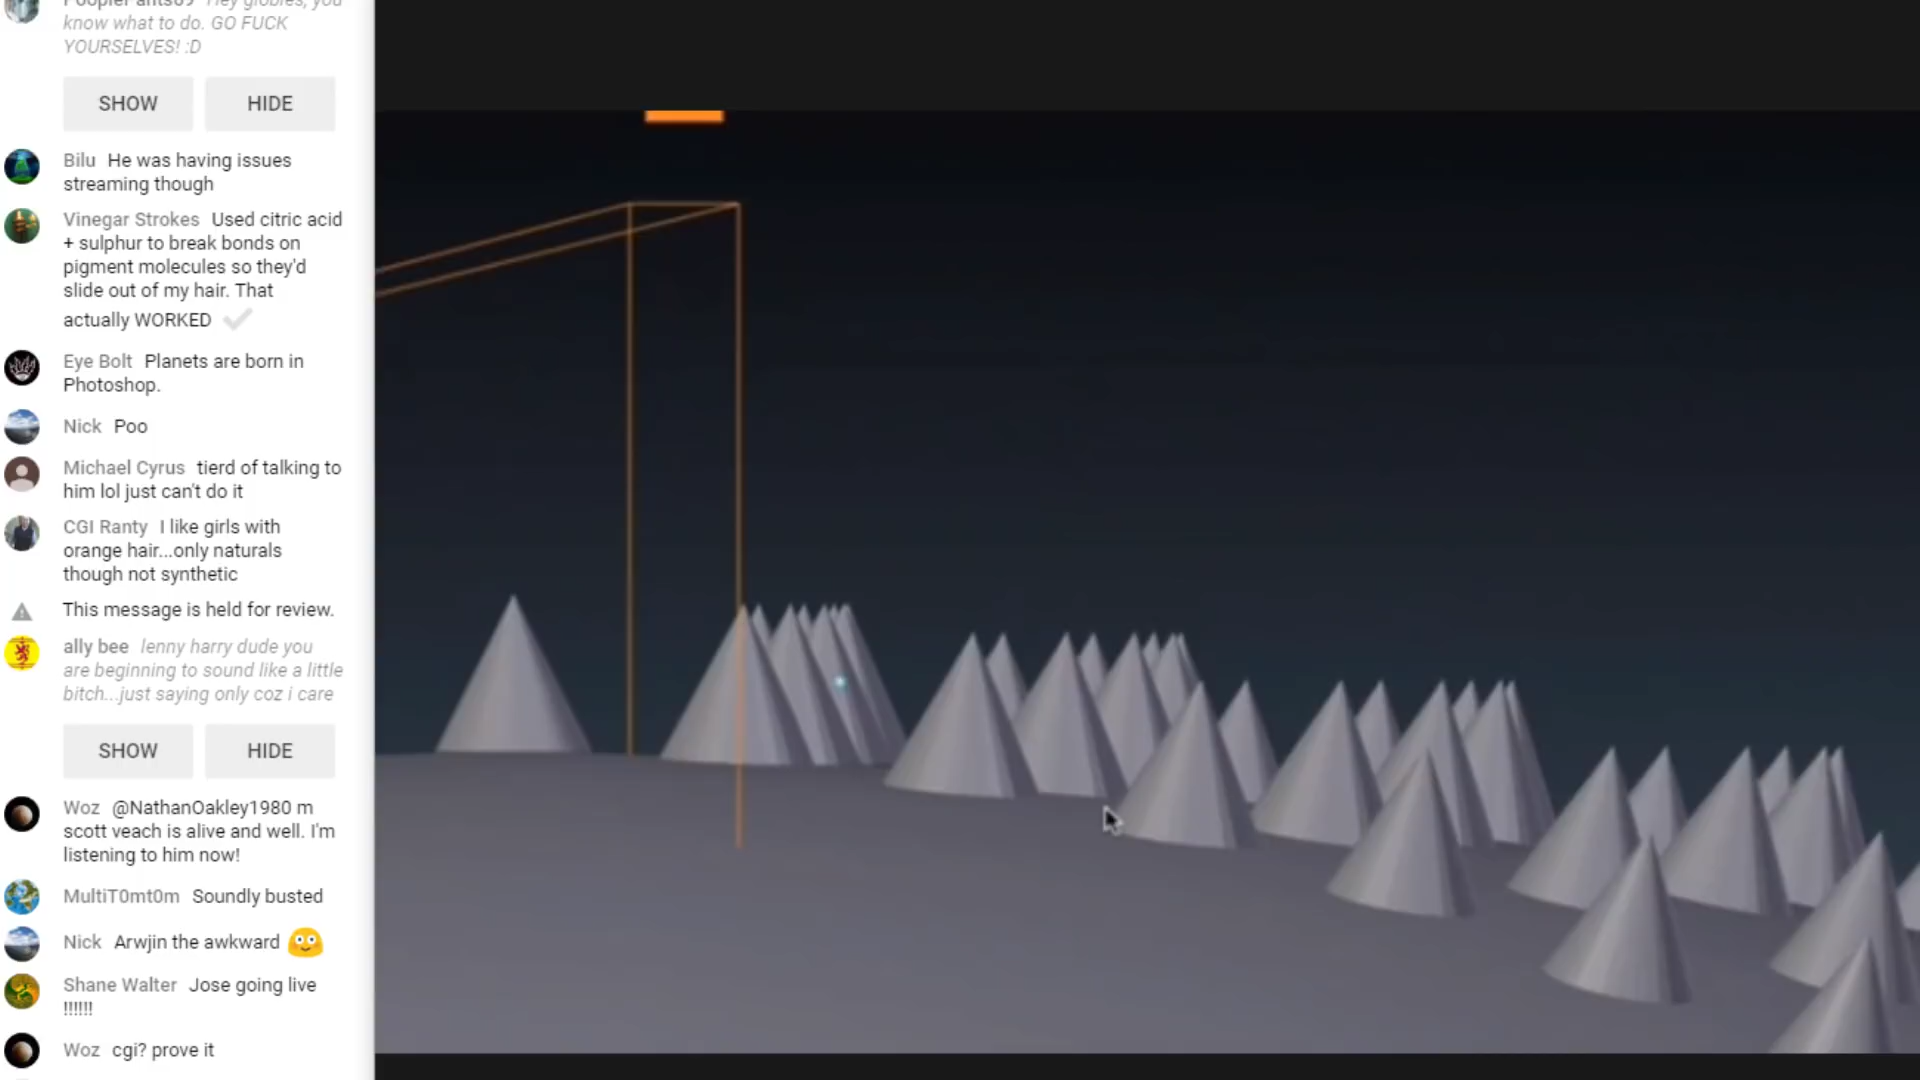 PoopiePants69 Hey globies, you
know what to do. GO FUCK
YOURSELVES! :D
SHOW HIDE
Bilu He was having issues
streaming though
Vinegar Strokes Used citric acid
+ sulphur to break bonds on
pigment molecules so they'd
slide out of my hair. That
actually WORKED
Eye Bolt Planets are born in
Photoshop.
Nick Poo
Michael Cyrus tierd of talking to
him lol just can't do it
CGI Ranty I like girls with
orange hair...only naturals
though not synthetic
This message is held for review.
ally bee lenny harry dude you
are beginning to sound like a little
bitch...just saying only coz i care
SHOW HIDE
Woz @NathanOakley1980 m
scott veach is alive and well. I'm
listening to him now!
MultiT0mt0m Soundly busted
Nick Arwjin the awkward
Shane Walter Jose going live
!!!!!!
Woz cgi? prove it